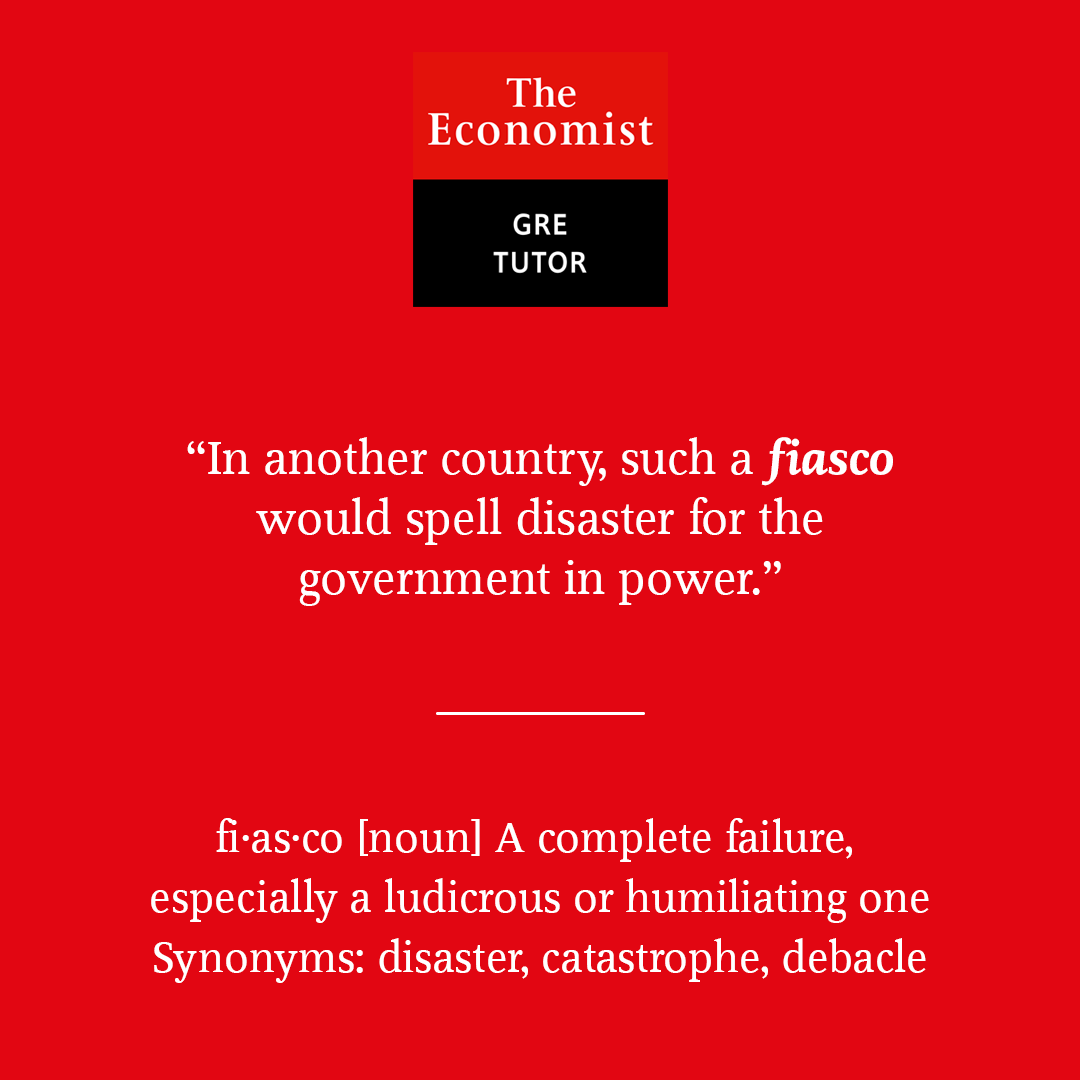 The
Economist
GRE
TUTOR
“In another country, such a fiasco
would spell disaster for the
government in power.”
fi·as·co [noun] A complete failure,
especially a ludicrous or humiliating one
Synonyms: disaster, catastrophe, debacle